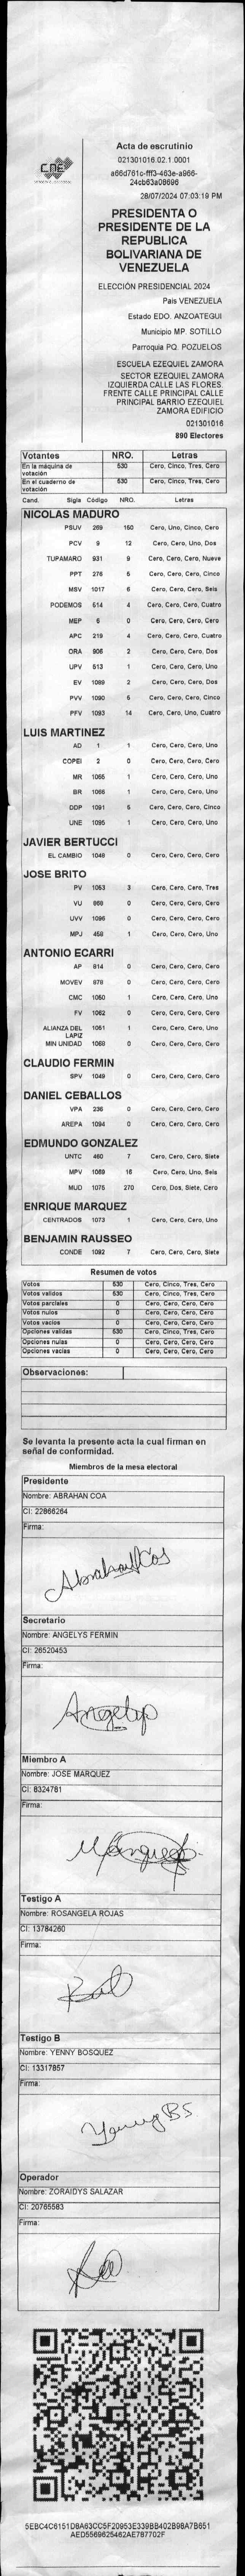 CNE
Acta de escrutinio
021301016.02.1.0001
a66d761c-fff3-463e-a966-
24cb63a08696
28/07/2024 07:03:19 PM
PRESIDENTA O
PRESIDENTE DE LA
REPUBLICA
BOLIVARIANA DE
VENEZUELA
ELECCIÓN PRESIDENCIAL 2024
Pais VENEZUELA
Estado EDO. ANZOATEGUI
Municipio MP. SOTILLO
Parroquia PQ. POZUELOS
ESCUELA EZEQUIEL ZAMORA
SECTOR EZEQUIEL ZAMORA
IZQUIERDA CALLE LAS FLORES
FRENTE CALLE PRINCIPAL CALLE
PRINCIPAL BARRIO EZEQUIEL
ZAMORA EDIFICIO
021301016
890 Electores
Votantes NRO. Letras
En la máquina de votación 530 Cero, Cinco, Tres, Cero
En el cuaderno de votación 530 Cero, Cinco, Tres, Cero
Cand. Sigla Código NRO. Letras
NICOLAS MADURO
PSUV 269 150 Cero, Uno, Cinco, Cero
PCV 9 12 Cero, Cero, Uno, Dos
TUPAMARO 931 9 Cero, Cero, Cero, Nueve
PPT 276 5 Cero, Cero, Cero, Cinco
MSV 1017 6 Cero, Cero, Cero, Seis
PODEMOS 514 4 Cero, Cero, Cero, Cuatro
MEP 6 0 Cero, Cero, Cero, Cero
APC 219 4 Cero, Cero, Cero, Cuatro
ORA 906 2 Cero, Cero, Cero, Dos
UPV 513 1 Cero, Cero, Cero, Uno
EV 1089 2 Cero, Cero, Cero, Dos
PVV 1090 5 Cero, Cero, Cero, Cinco
PFV 1093 14 Cero, Cero, Uno, Cuatro
LUIS MARTINEZ
AD 1 1 Cero, Cero, Cero, Uno
COPEI 2 0 Cero, Cero, Cero, Cero
MR 1065 1 Cero, Cero, Cero, Uno
BR 1066 1 Cero, Cero, Cero, Uno
DDP 1091 5 Cero, Cero, Cero, Cinco
UNE 1095 1 Cero, Cero, Cero, Uno
JAVIER BERTUCCI
EL CAMBIO 1048 0 Cero, Cero, Cero, Cero
JOSE BRITO
PV 1053 3 Cero, Cero, Cero, Tres
VU 868 0 Cero, Cero, Cero, Cero
UVV 1096 0 Cero, Cero, Cero, Cero
MPJ 458 1 Cero, Cero, Cero, Uno
ANTONIO ECARRI
AP 814 0 Cero, Cero, Cero, Cero
MOVEV 878 0 Cero, Cero, Cero, Cero
CMC 1050 1 Cero, Cero, Cero, Uno
FV 1062 0 Cero, Cero, Cero, Cero
ALIANZA DEL LAPIZ 1051 1 Cero, Cero, Cero, Uno
MIN UNIDAD 1068 0 Cero, Cero, Cero, Cero
CLAUDIO FERMIN
SPV 1049 0 Cero, Cero, Cero, Cero
DANIEL CEBALLOS
VPA 236 0 Cero, Cero, Cero, Cero
AREPA 1094 0 Cero, Cero, Cero, Cero
EDMUNDO GONZALEZ
UNTC 460 7 Cero, Cero, Cero, Siete
MPV 1069 16 Cero, Cero, Uno, Seis
MUD 1075 270 Cero, Dos, Siete, Cero
ENRIQUE MARQUEZ
CENTRADOS 1073 1 Cero, Cero, Cero, Uno
BENJAMIN RAUSSEO
CONDE 1092 7 Cero, Cero, Cero, Siete
Resumen de votos
Votos 530 Cero, Cinco, Tres, Cero
Votos validos 530 Cero, Cinco, Tres, Cero
Votos parciales 0 Cero, Cero, Cero, Cero
Votos nulos 0 Cero, Cero, Cero, Cero
Votos vacios 0 Cero, Cero, Cero, Cero
Opciones validas 530 Cero, Cinco, Tres, Cero
Opciones nulas 0 Cero, Cero, Cero, Cero
Opciones vacias 0 Cero, Cero, Cero, Cero
Observaciones:
Se levanta la presente acta la cual firman en
señal de conformidad.
Miembros de la mesa electoral
Presidente
Nombre: ABRAHAN COA
CI: 22866264
Firma:
Secretario
Nombre: ANGELYS FERMIN
CI: 26520453
Firma:
Angelys
Miembro A
Nombre: JOSE MARQUEZ
CI: 8324781
Firma:
Testigo A
Nombre: ROSANGELA ROJAS
CI: 13784260
Firma:
Testigo B
Nombre: YENNY BOSQUEZ
CI: 13317857
Firma:
Yenny BS
Operador
Nombre: ZORAIDYS SALAZAR
CI: 20765583
Firma:
5EBC4C6151D8A63CC5F20953E339BB402B98A7B651
AED5569625462AE787702F